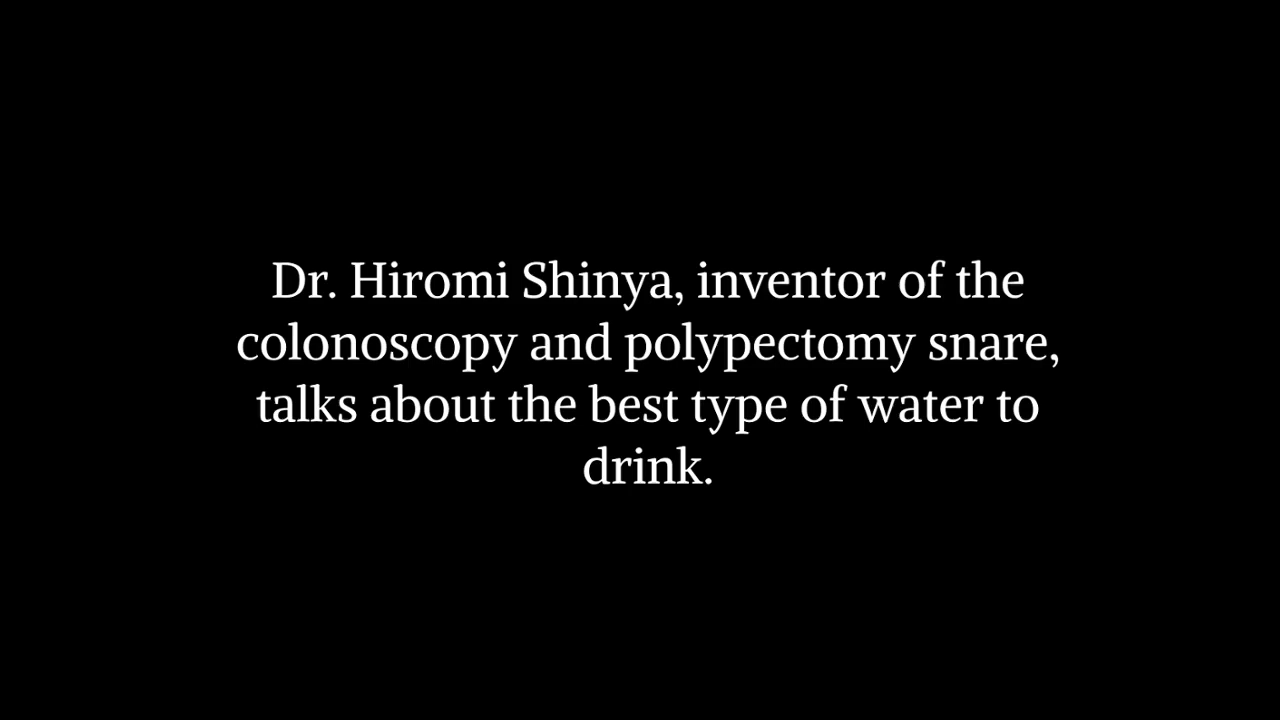 Dr. Hiromi Shinya, inventor of the
colonoscopy and polypectomy snare,
talks about the best type of water to
drink.